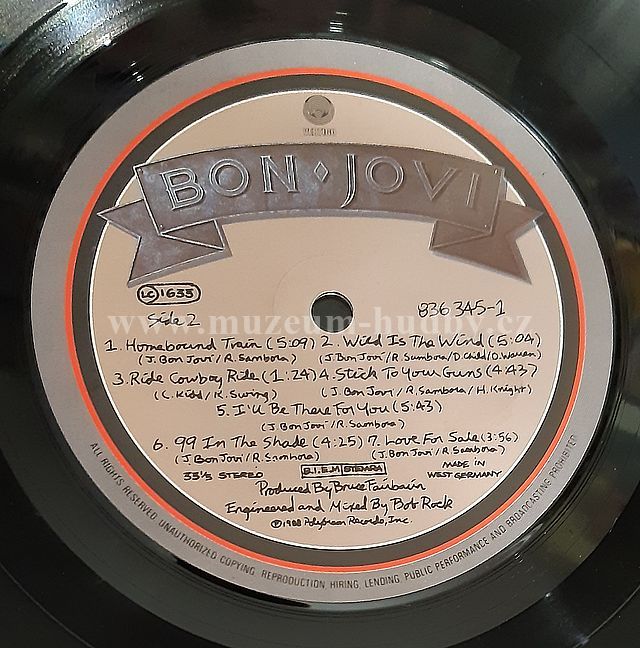 VERTIGO
BON JOVI
LC 1635
Side 2
836 345-1
www.muzeum-hudby.cz
1. Homebound Train (5:09) 2. Wild Is The Wind (5:04)
(J. Bon Jovi / R. Sambora) (J. Bon Jovi / R. Sambora / D. Child / D. Warren)
3. Ride Cowboy Ride (1:24) 4. Stick To Your Guns (4:43)
(C. Kidd / K. Swing) (J. Bon Jovi / R. Sambora / H. Knight)
5. I'll Be There For You (5:43)
(J. Bon Jovi / R. Sambora)
6. 99 In The Shade (4:25) 7. Love For Sale (3:56)
(J. Bon Jovi / R. Sambora) (J. Bon Jovi / R. Sambora)
33⅓ STEREO
B.I.E.M. STEMRA
MADE IN
WEST GERMANY
Produced By Bruce Fairbairn
Engineered and Mixed By Bob Rock
℗ 1988 Polygram Records, Inc.
ALL RIGHTS RESERVED. UNAUTHORIZED COPYING, REPRODUCTION, HIRING, LENDING, PUBLIC PERFORMANCE AND BROADCASTING PROHIBITED